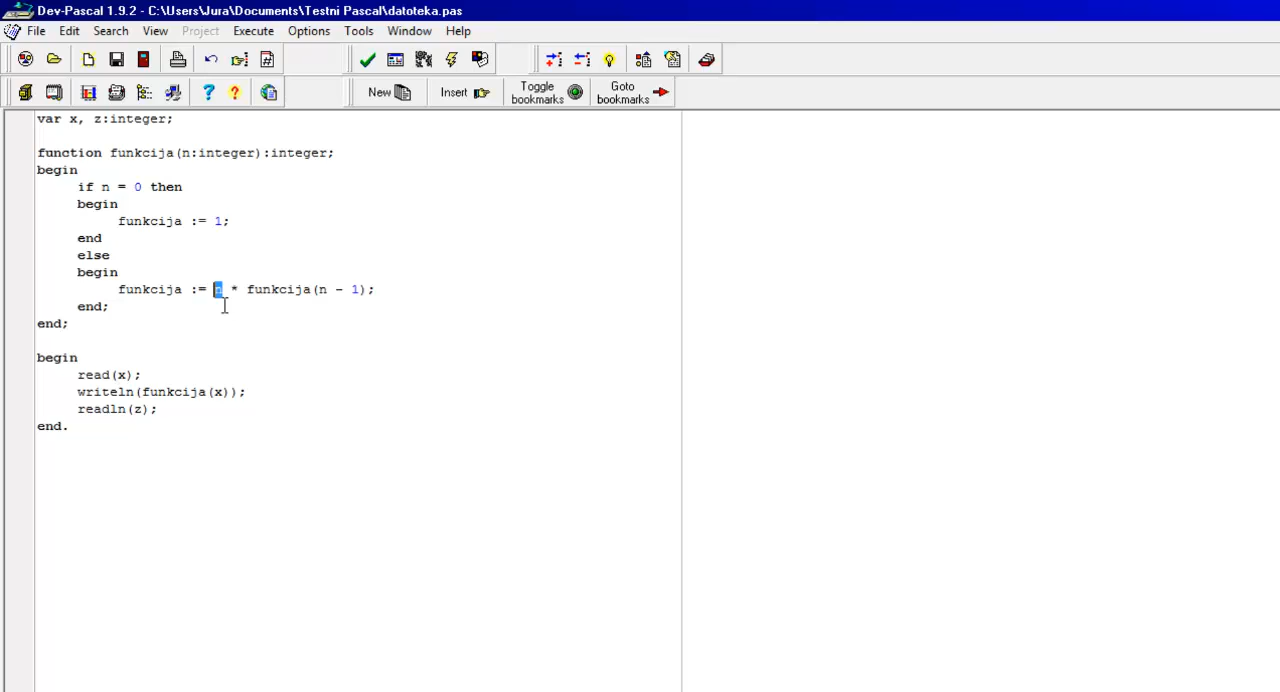 Dev-Pascal 1.9.2 - C:\Users\Jura\Documents\Testni Pascal\datoteka.pas
File Edit Search View Project Execute Options Tools Window Help
New Insert Toggle bookmarks Goto bookmarks
var x, z:integer;
function funkcija(n:integer):integer;
begin
if n = 0 then
begin
funkcija := 1;
end
else
begin
funkcija := n * funkcija(n - 1);
end;
end;
begin
read(x);
writeln(funkcija(x));
readln(z);
end.